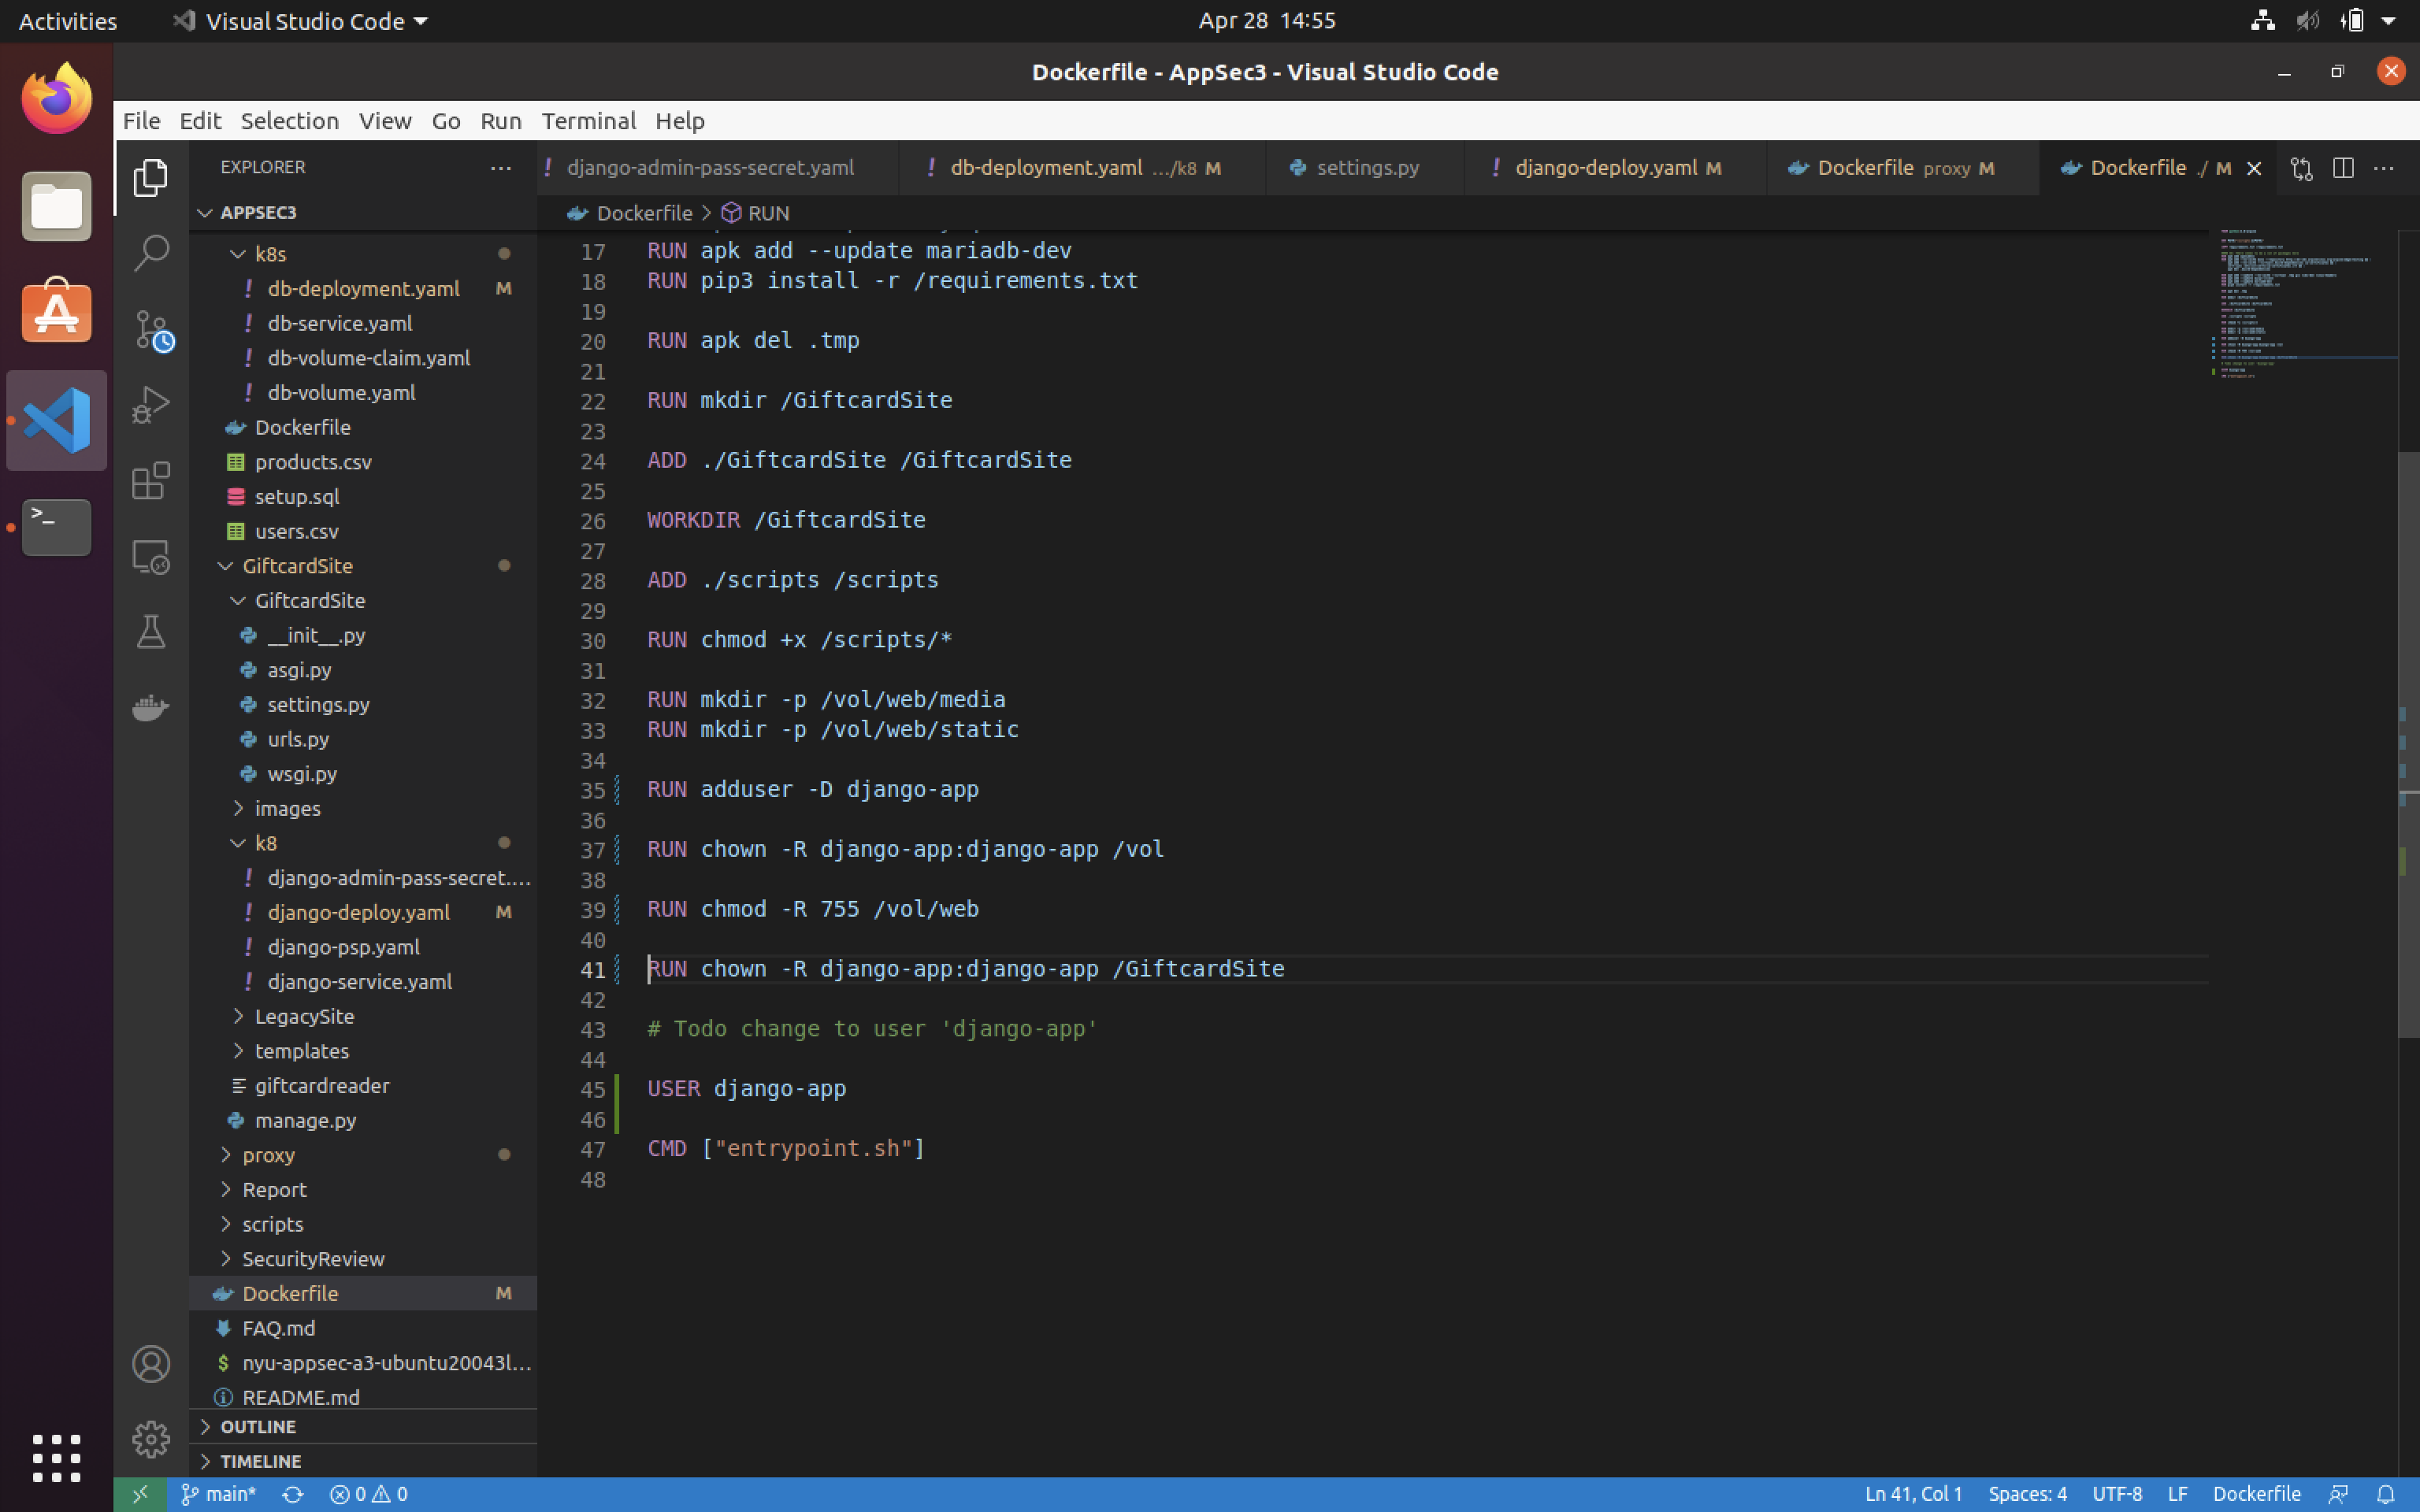 Activities
Visual Studio Code
Apr 28 14:55
Dockerfile - AppSec3 - Visual Studio Code
File Edit Selection View Go Run Terminal Help
EXPLORER
django-admin-pass-secret.yaml
db-deployment.yaml .../k8 M
settings.py
django-deploy.yaml M
Dockerfile proxy M
Dockerfile ./ M
APPSEC3
Dockerfile > RUN
k8s
db-deployment.yaml M
db-service.yaml
db-volume-claim.yaml
db-volume.yaml
Dockerfile
products.csv
setup.sql
users.csv
GiftcardSite
GiftcardSite
__init__.py
asgi.py
settings.py
urls.py
wsgi.py
images
k8
django-admin-pass-secret....
django-deploy.yaml M
django-psp.yaml
django-service.yaml
LegacySite
templates
giftcardreader
manage.py
proxy
Report
scripts
SecurityReview
Dockerfile M
FAQ.md
nyu-appsec-a3-ubuntu20043l...
README.md
OUTLINE
TIMELINE
17 RUN apk add --update mariadb-dev
18 RUN pip3 install -r /requirements.txt
19
20 RUN apk del .tmp
21
22 RUN mkdir /GiftcardSite
23
24 ADD ./GiftcardSite /GiftcardSite
25
26 WORKDIR /GiftcardSite
27
28 ADD ./scripts /scripts
29
30 RUN chmod +x /scripts/*
31
32 RUN mkdir -p /vol/web/media
33 RUN mkdir -p /vol/web/static
34
35 RUN adduser -D django-app
36
37 RUN chown -R django-app:django-app /vol
38
39 RUN chmod -R 755 /vol/web
40
41 RUN chown -R django-app:django-app /GiftcardSite
42
43 # Todo change to user 'django-app'
44
45 USER django-app
46
47 CMD ["entrypoint.sh"]
48
main*
0 0
Ln 41, Col 1
Spaces: 4
UTF-8
LF
Dockerfile